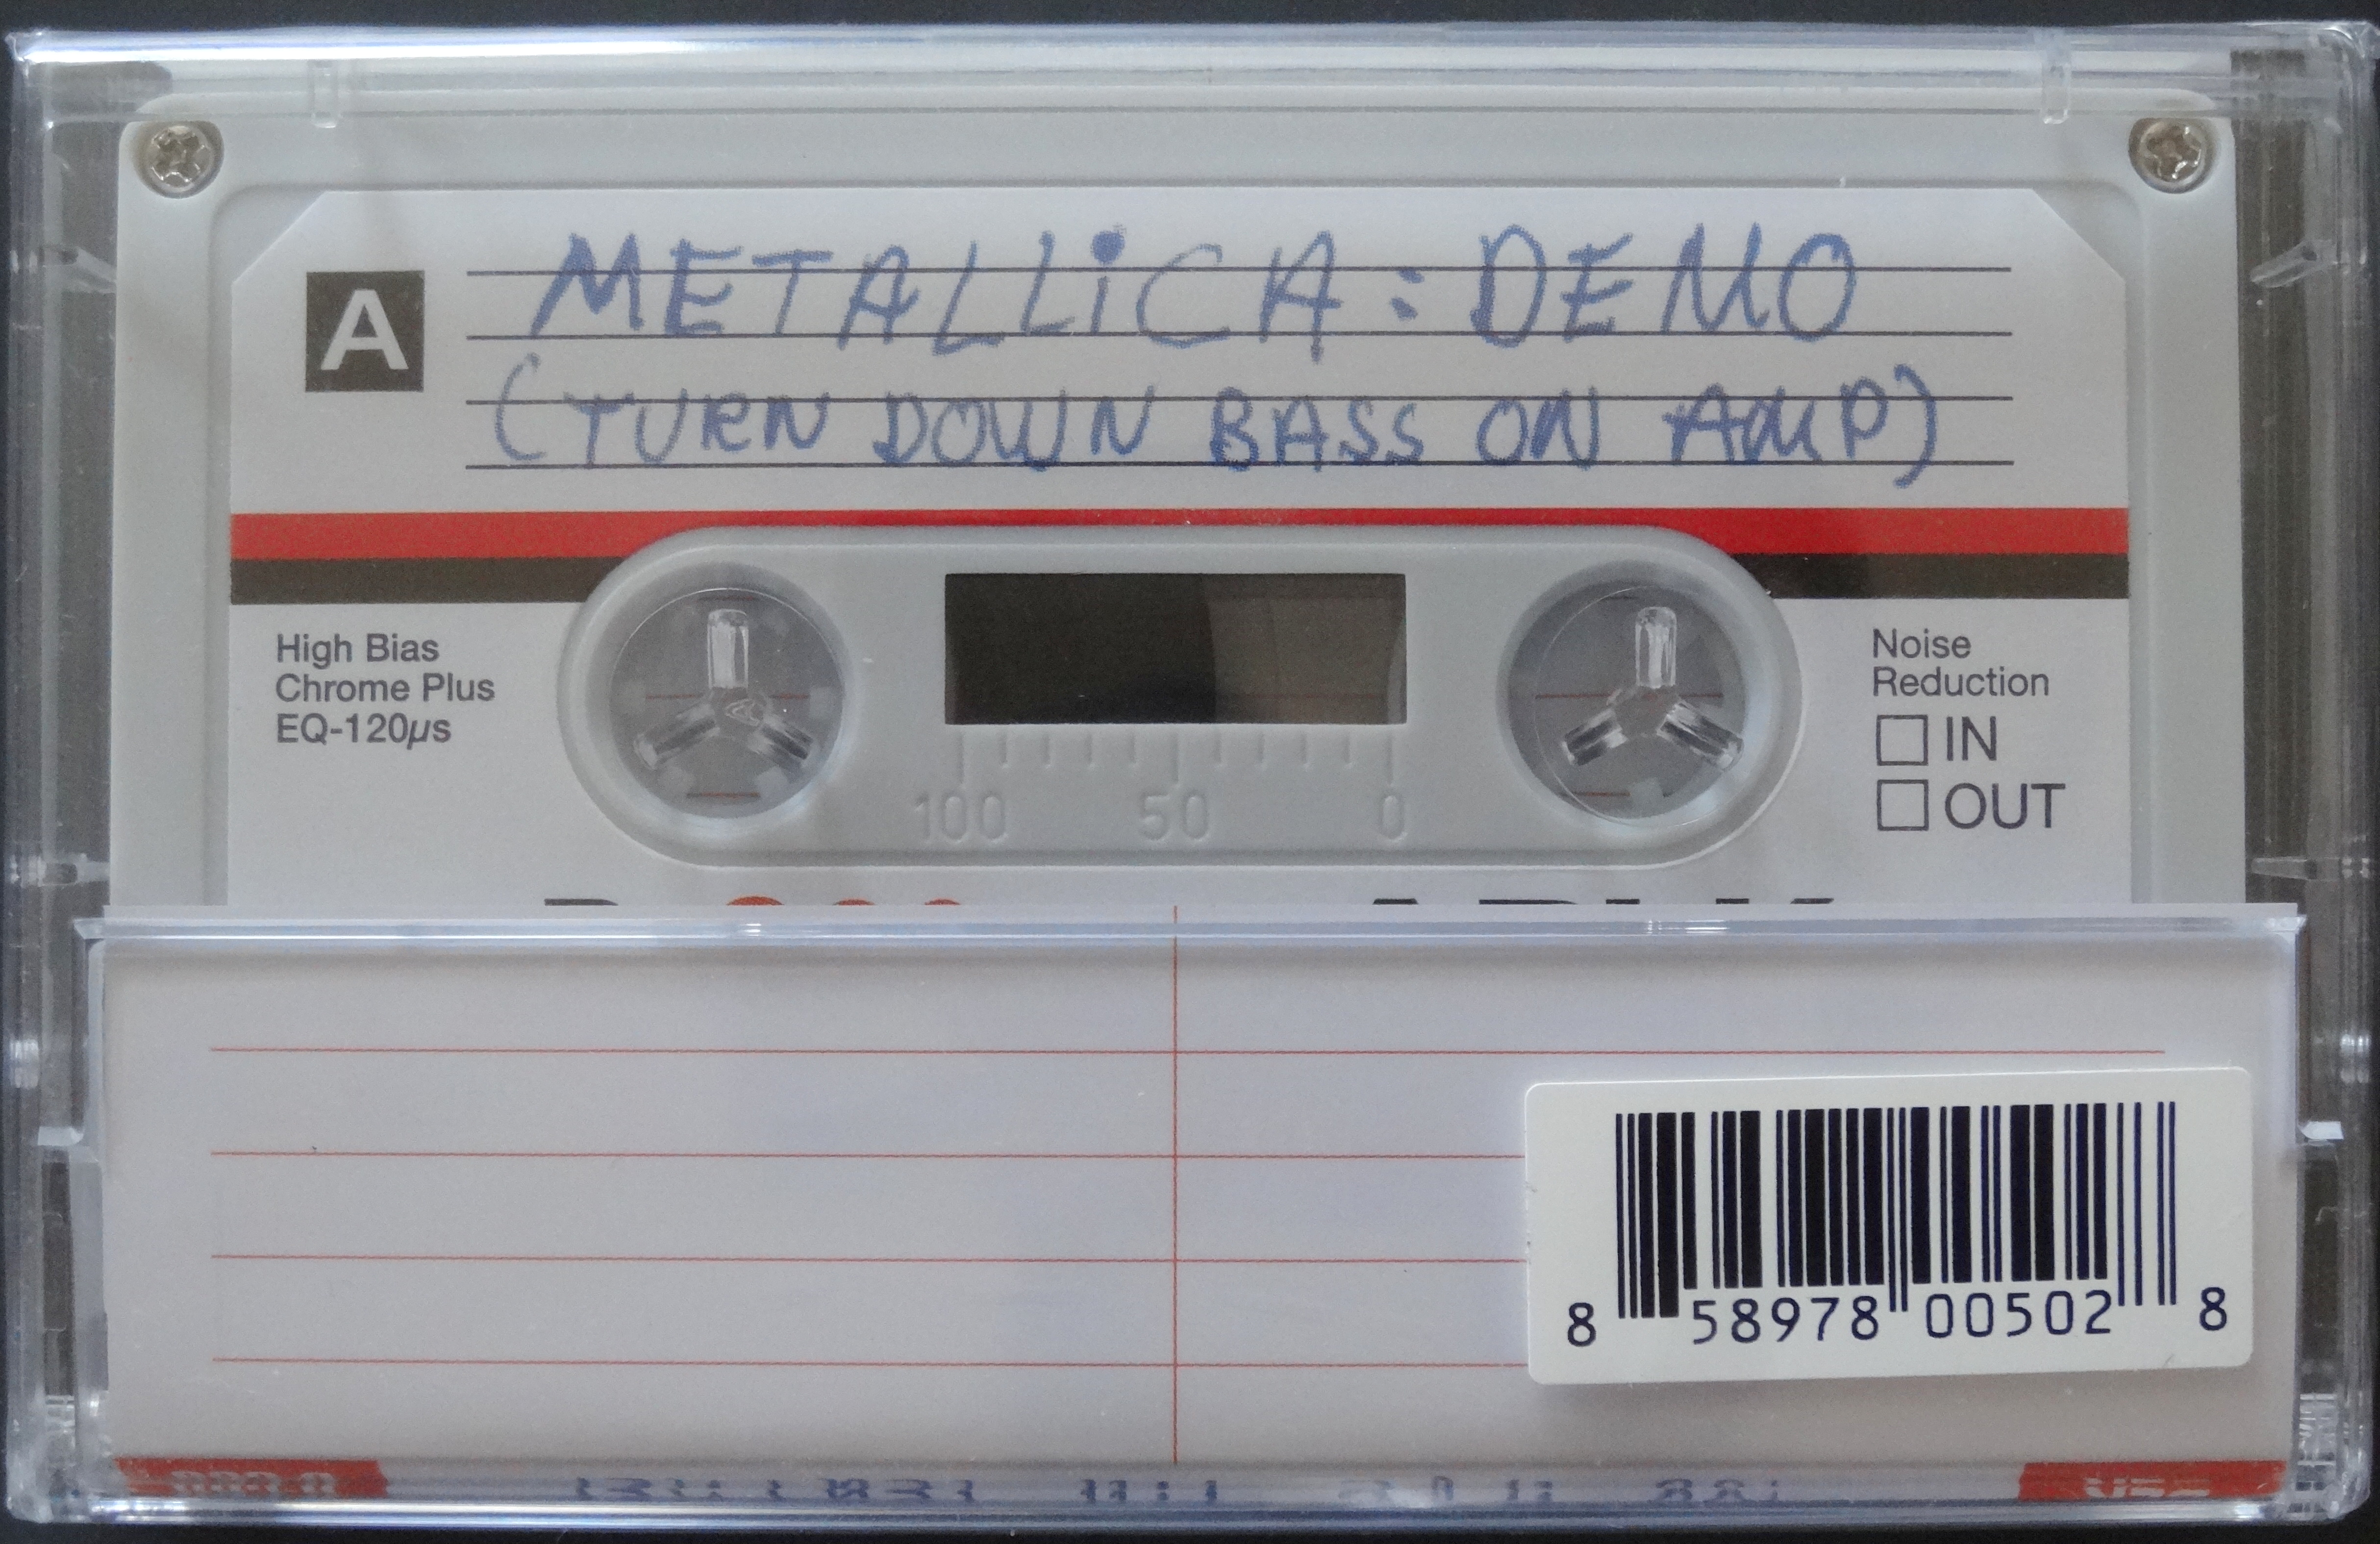 A
METALLiCA: DEMO
(TURN DOWN BASS ON AMP)
High Bias
Chrome Plus
EQ-120µs
Noise
Reduction
IN
OUT
100 50 0
8 58978 00502 8